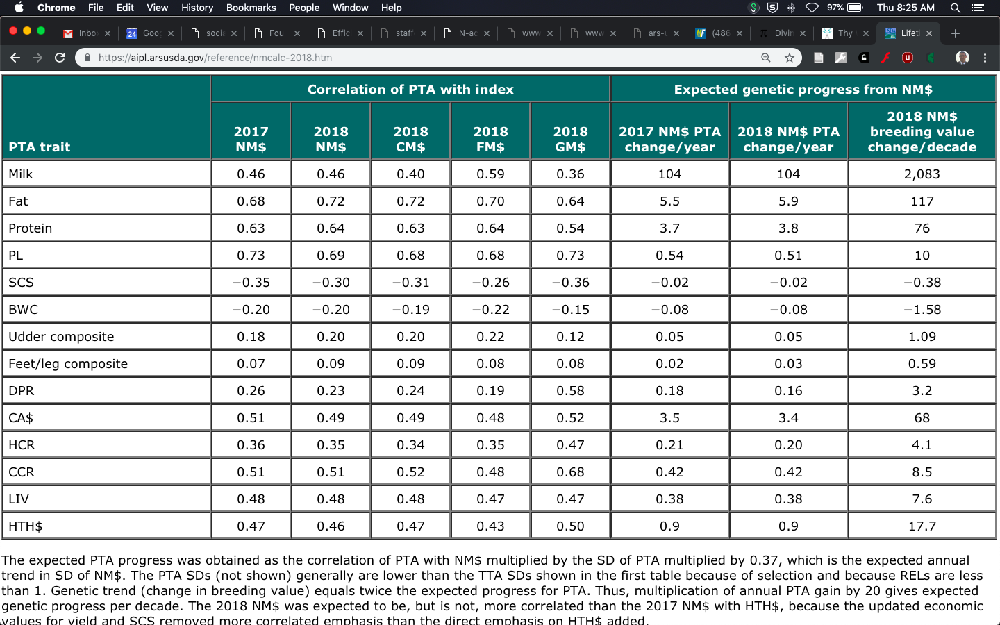 Chrome File Edit View History Bookmarks People Window Help 97% Thu 8:25 AM
Inbo 24 Goo socia Foul Effic staff N-ac www www ars-u MF (486 Divin Thy Lifeti
https://aipl.arsusda.gov/reference/nmcalc-2018.htm
PTA trait Correlation of PTA with index Expected genetic progress from NM$
2017 NM$ 2018 NM$ 2018 CM$ 2018 FM$ 2018 GM$ 2017 NM$ PTA change/year 2018 NM$ PTA change/year 2018 NM$ breeding value change/decade
Milk 0.46 0.46 0.40 0.59 0.36 104 104 2,083
Fat 0.68 0.72 0.72 0.70 0.64 5.5 5.9 117
Protein 0.63 0.64 0.63 0.64 0.54 3.7 3.8 76
PL 0.73 0.69 0.68 0.68 0.73 0.54 0.51 10
SCS −0.35 −0.30 −0.31 −0.26 −0.36 −0.02 −0.02 −0.38
BWC −0.20 −0.20 −0.19 −0.22 −0.15 −0.08 −0.08 −1.58
Udder composite 0.18 0.20 0.20 0.22 0.12 0.05 0.05 1.09
Feet/leg composite 0.07 0.09 0.09 0.08 0.08 0.02 0.03 0.59
DPR 0.26 0.23 0.24 0.19 0.58 0.18 0.16 3.2
CA$ 0.51 0.49 0.49 0.48 0.52 3.5 3.4 68
HCR 0.36 0.35 0.34 0.35 0.47 0.21 0.20 4.1
CCR 0.51 0.51 0.52 0.48 0.68 0.42 0.42 8.5
LIV 0.48 0.48 0.48 0.47 0.47 0.38 0.38 7.6
HTH$ 0.47 0.46 0.47 0.43 0.50 0.9 0.9 17.7
The expected PTA progress was obtained as the correlation of PTA with NM$ multiplied by the SD of PTA multiplied by 0.37, which is the expected annual
trend in SD of NM$. The PTA SDs (not shown) generally are lower than the TTA SDs shown in the first table because of selection and because RELs are less
than 1. Genetic trend (change in breeding value) equals twice the expected progress for PTA. Thus, multiplication of annual PTA gain by 20 gives expected
genetic progress per decade. The 2018 NM$ was expected to be, but is not, more correlated than the 2017 NM$ with HTH$, because the updated economic
values for yield and SCS removed more correlated emphasis than the direct emphasis on HTH$ added.